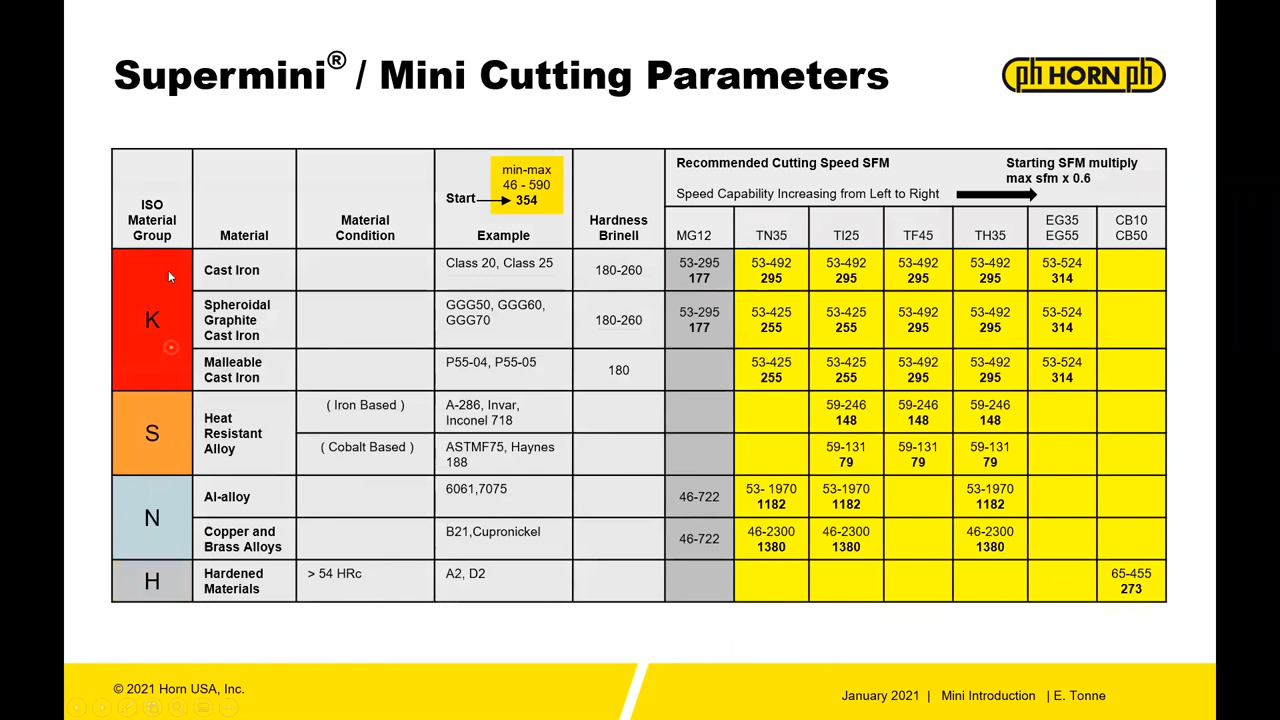 Supermini® / Mini Cutting Parameters
ph HORN ph
ISO Material Group
Material
Material Condition
min-max
46 - 590
Start 354
Example
Hardness Brinell
Recommended Cutting Speed SFM
Starting SFM multiply max sfm x 0.6
Speed Capability Increasing from Left to Right
MG12
TN35
TI25
TF45
TH35
EG35 EG55
CB10 CB50
K
Cast Iron
Class 20, Class 25
180-260
53-295 177
53-492 295
53-492 295
53-492 295
53-492 295
53-524 314
Spheroidal Graphite Cast Iron
GGG50, GGG60, GGG70
180-260
53-295 177
53-425 255
53-425 255
53-492 295
53-492 295
53-524 314
Malleable Cast Iron
P55-04, P55-05
180
53-425 255
53-425 255
53-492 295
53-492 295
53-524 314
S
Heat Resistant Alloy
( Iron Based )
A-286, Invar, Inconel 718
59-246 148
59-246 148
59-246 148
( Cobalt Based )
ASTMF75, Haynes 188
59-131 79
59-131 79
59-131 79
N
Al-alloy
6061,7075
46-722
53- 1970 1182
53-1970 1182
53-1970 1182
Copper and Brass Alloys
B21,Cupronickel
46-722
46-2300 1380
46-2300 1380
46-2300 1380
H
Hardened Materials
> 54 HRc
A2, D2
65-455 273
© 2021 Horn USA, Inc.
January 2021 | Mini Introduction | E. Tonne